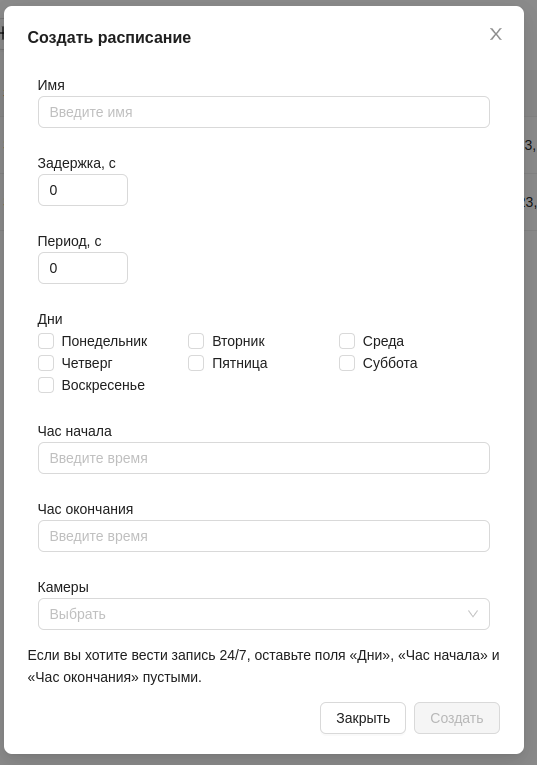 Создать расписание
Имя
Введите имя
Задержка, с
0
Период, с
0
Дни
Понедельник Вторник Среда
Четверг Пятница Суббота
Воскресенье
Час начала
Введите время
Час окончания
Введите время
Камеры
Выбрать
Если вы хотите вести запись 24/7, оставьте поля «Дни», «Час начала» и
«Час окончания» пустыми.
Закрыть Создать